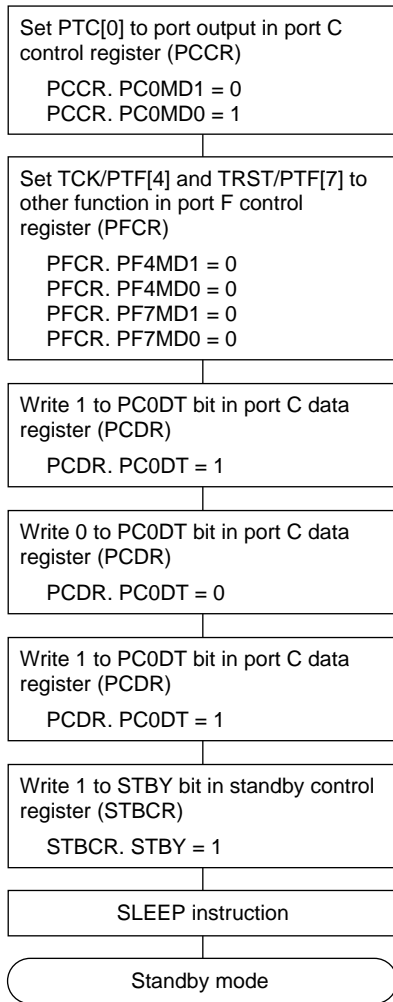 Set PTC[0] to port output in port C
control register (PCCR)
PCCR. PC0MD1 = 0
PCCR. PC0MD0 = 1
Set TCK/PTF[4] and TRST/PTF[7] to
other function in port F control
register (PFCR)
PFCR. PF4MD1 = 0
PFCR. PF4MD0 = 0
PFCR. PF7MD1 = 0
PFCR. PF7MD0 = 0
Write 1 to PC0DT bit in port C data
register (PCDR)
PCDR. PC0DT = 1
Write 0 to PC0DT bit in port C data
register (PCDR)
PCDR. PC0DT = 0
Write 1 to PC0DT bit in port C data
register (PCDR)
PCDR. PC0DT = 1
Write 1 to STBY bit in standby control
register (STBCR)
STBCR. STBY = 1
SLEEP instruction
Standby mode